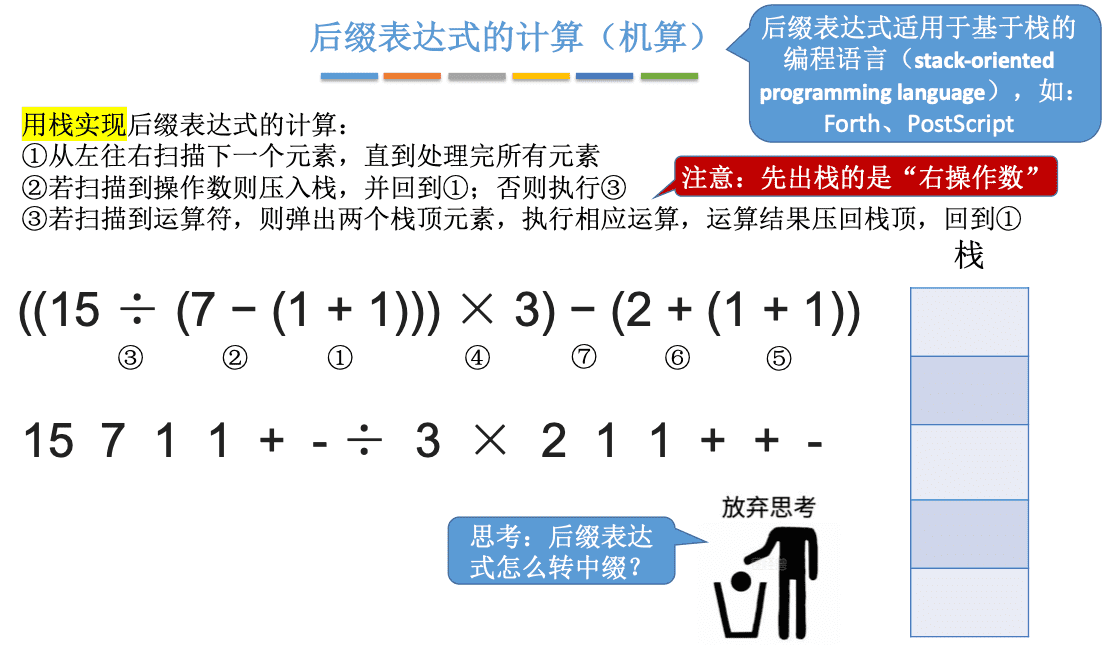 后缀表达式的计算（机算）
后缀表达式适用于基于栈的
编程语言（stack-oriented
programming language），如：
Forth、PostScript
用栈实现后缀表达式的计算：
①从左往右扫描下一个元素，直到处理完所有元素
②若扫描到操作数则压入栈，并回到①；否则执行③
注意：先出栈的是“右操作数”
③若扫描到运算符，则弹出两个栈顶元素，执行相应运算，运算结果压回栈顶，回到①
栈
((15 ÷ (7 − (1 + 1))) × 3) − (2 + (1 + 1))
③ ② ① ④ ⑦ ⑥ ⑤
15 7 1 1 + - ÷ 3 × 2 1 1 + + -
放弃思考
思考：后缀表达
式怎么转中缀？